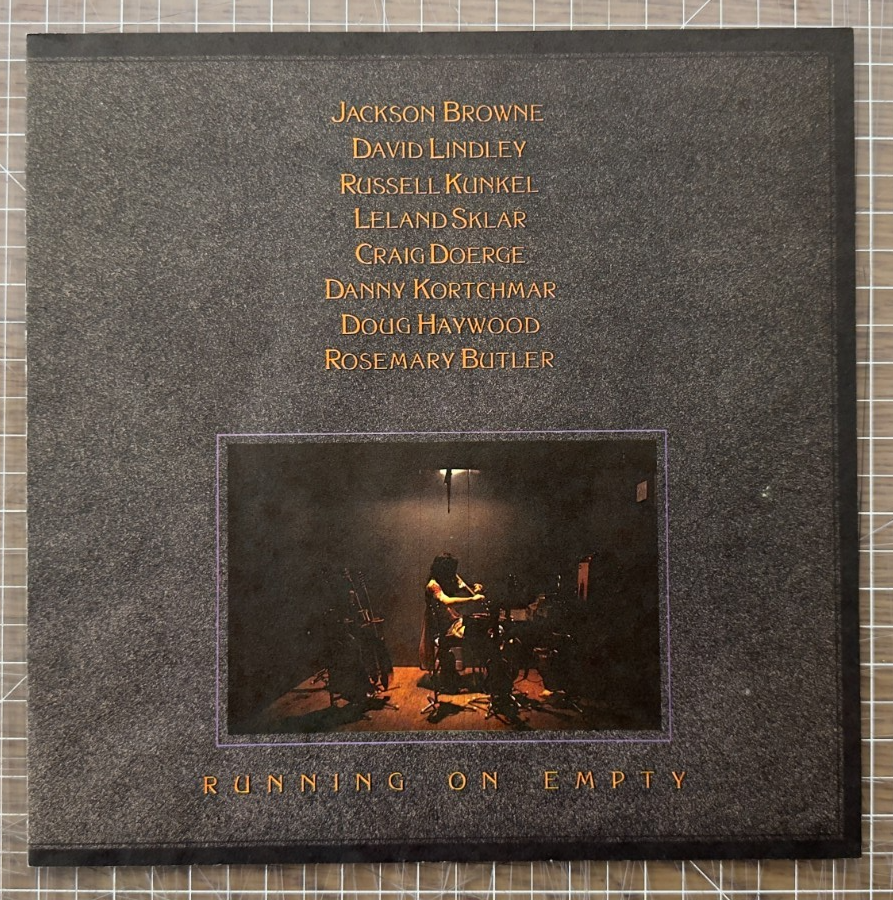 JACKSON BROWNE
DAVID LINDLEY
RUSSELL KUNKEL
LELAND SKLAR
CRAIG DOERGE
DANNY KORTCHMAR
DOUG HAYWOOD
ROSEMARY BUTLER
RUNNING ON EMPTY